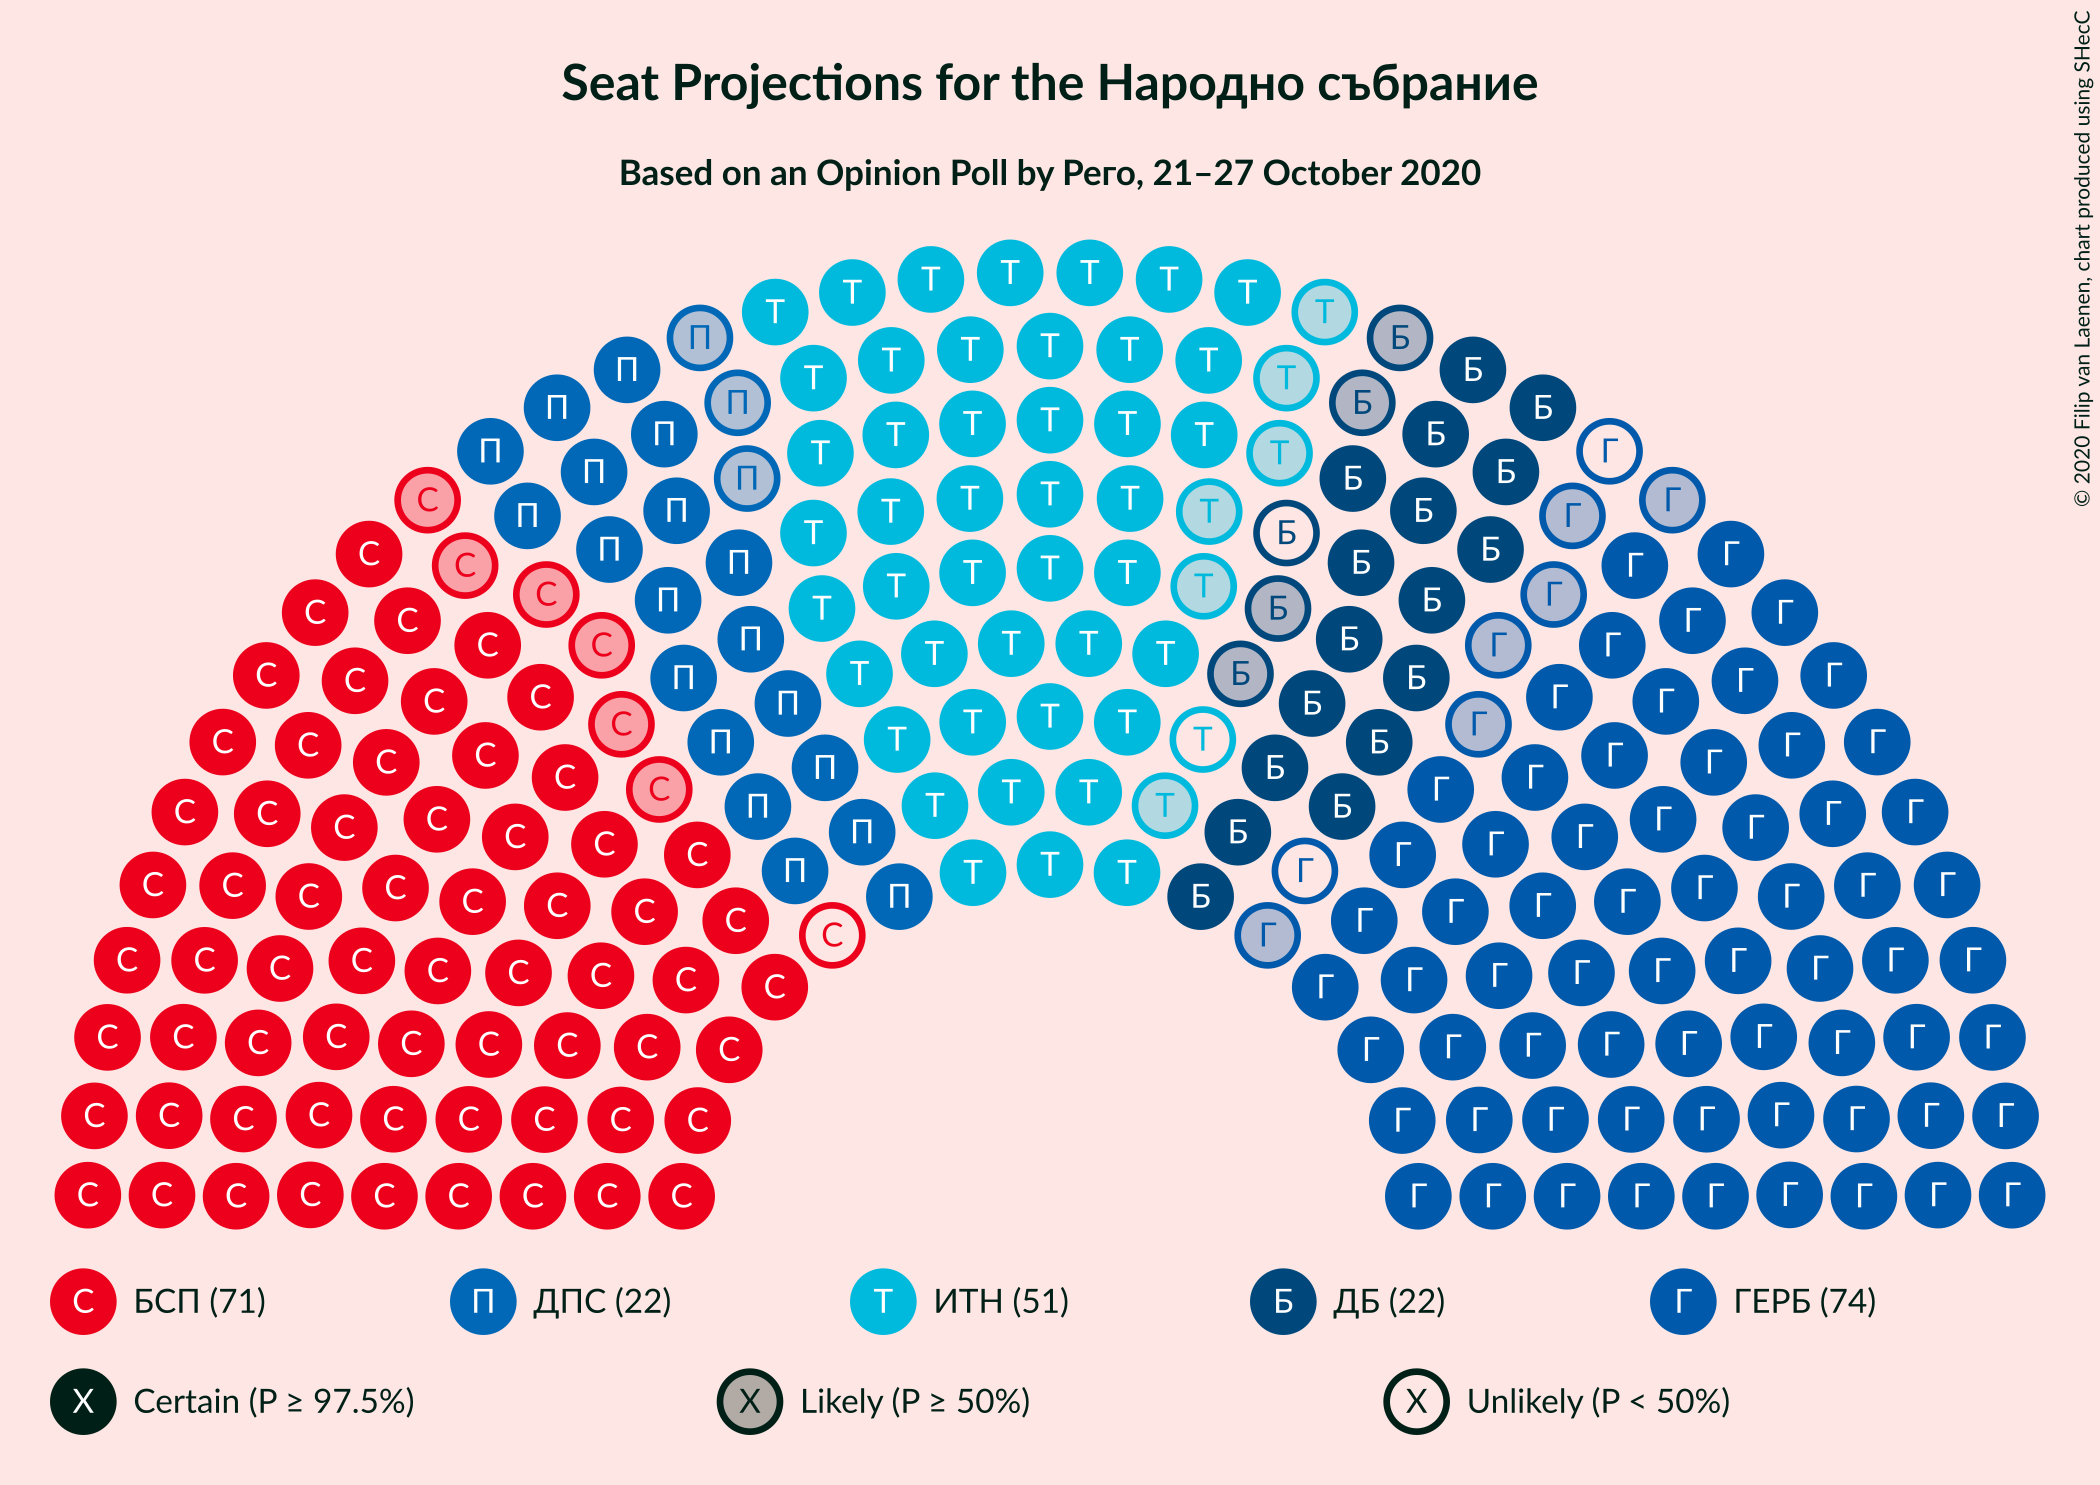 Seat Projections for the Народно събрание
Based on an Opinion Poll by Рего, 21–27 October 2020
© 2020 Filip van Laenen, chart produced using SHecC
С БСП (71) П ДПС (22) Т ИТН (51) Б ДБ (22) Г ГЕРБ (74)
X Certain (P ≥ 97.5%) X Likely (P ≥ 50%) X Unlikely (P < 50%)